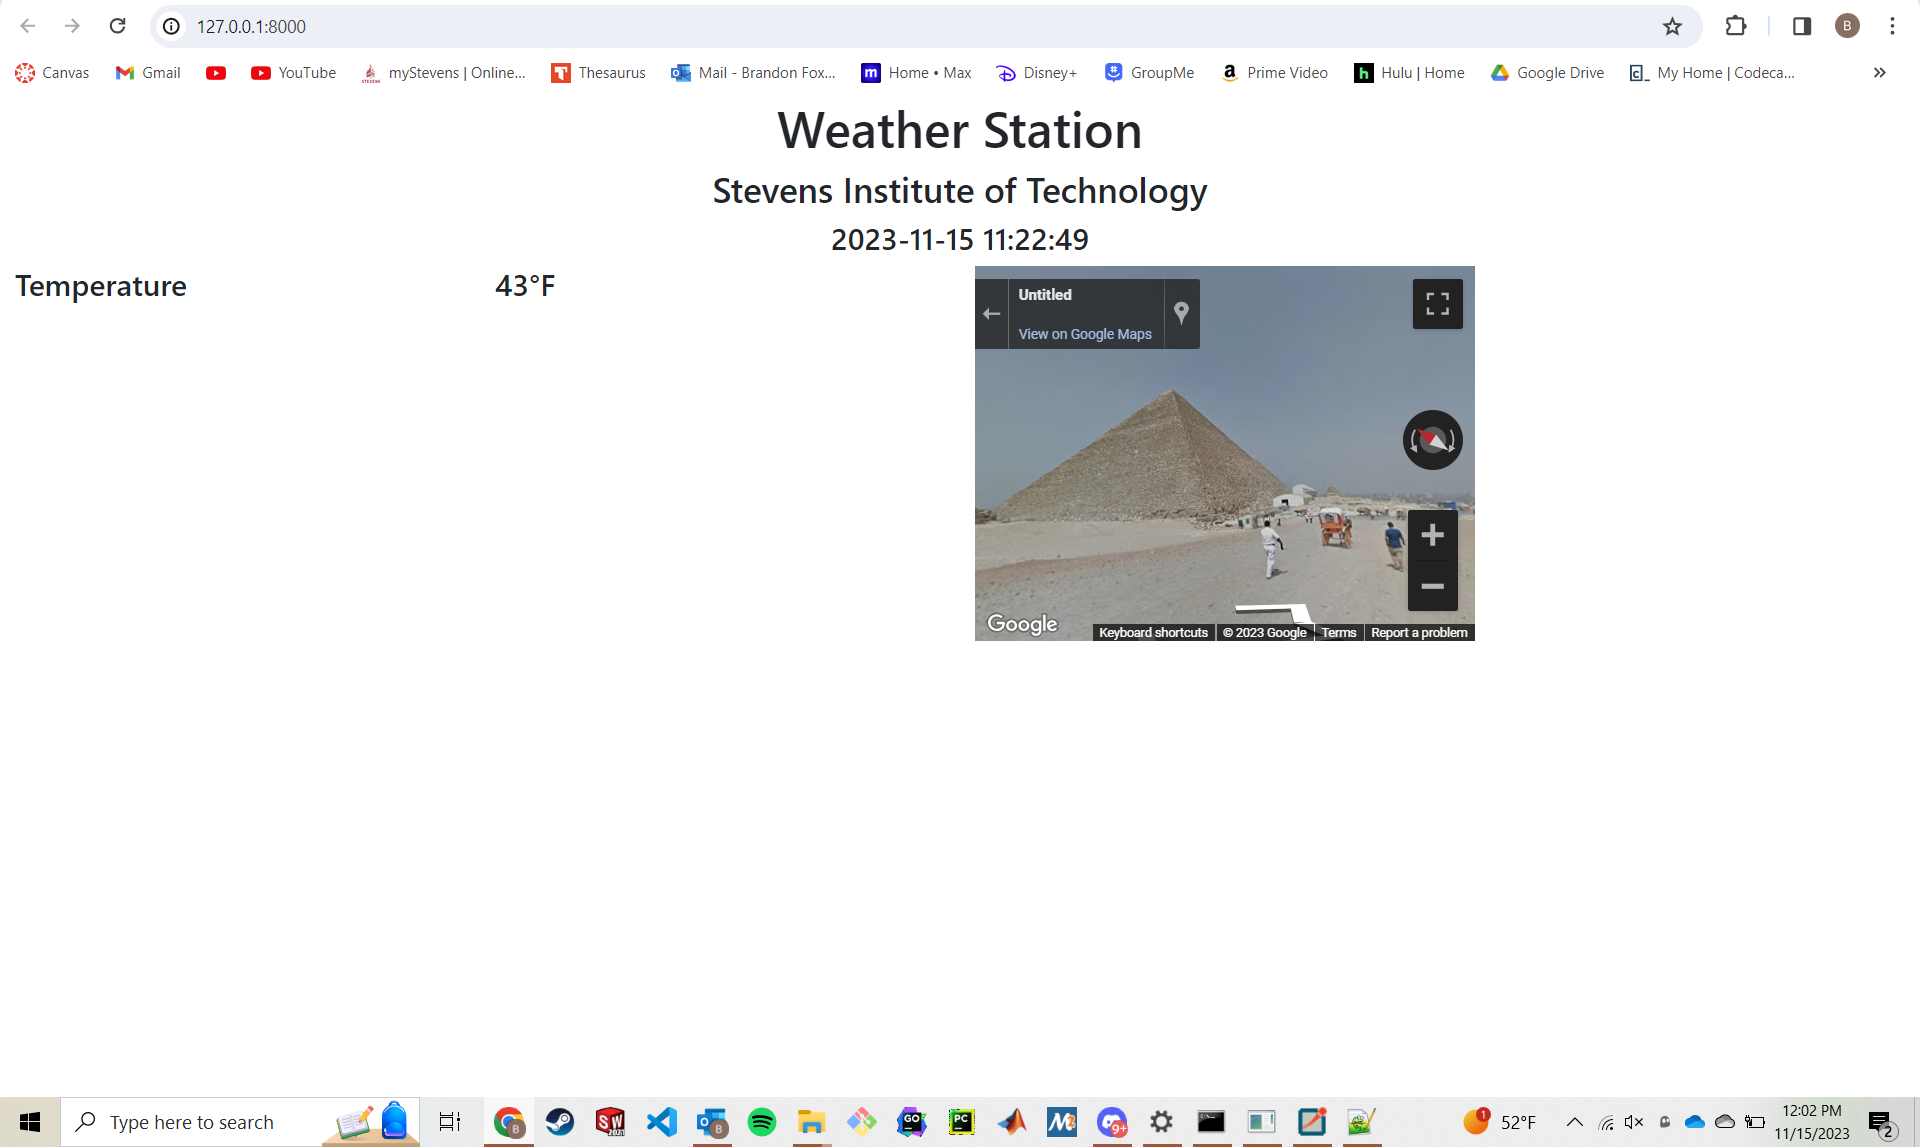 127.0.0.1:8000
Canvas Gmail YouTube myStevens | Online... Thesaurus Mail - Brandon Fox... Home • Max Disney+ GroupMe Prime Video Hulu | Home Google Drive My Home | Codeca...
Weather Station
Stevens Institute of Technology
2023-11-15 11:22:49
Temperature 43°F
Untitled
View on Google Maps
Google
Keyboard shortcuts © 2023 Google Terms Report a problem
Type here to search
52°F
12:02 PM
11/15/2023